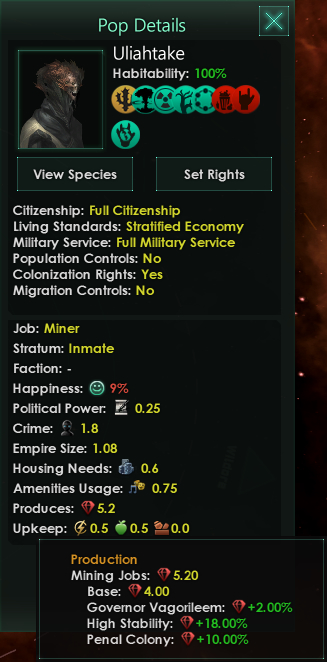 Pop Details
Uliahtake
Habitability: 100%
View Species
Set Rights
Citizenship: Full Citizenship
Living Standards: Stratified Economy
Military Service: Full Military Service
Population Controls: No
Colonization Rights: Yes
Migration Controls: No
Job: Miner
Stratum: Inmate
Faction: -
Happiness: 9%
Political Power: 0.25
Crime: 1.8
Empire Size: 1.08
Housing Needs: 0.6
Amenities Usage: 0.75
Produces: 5.2
Upkeep: 0.5 0.5 0.0
Production
Mining Jobs: 5.20
Base: 4.00
Governor Vagorileem: +2.00%
High Stability: +18.00%
Penal Colony: +10.00%